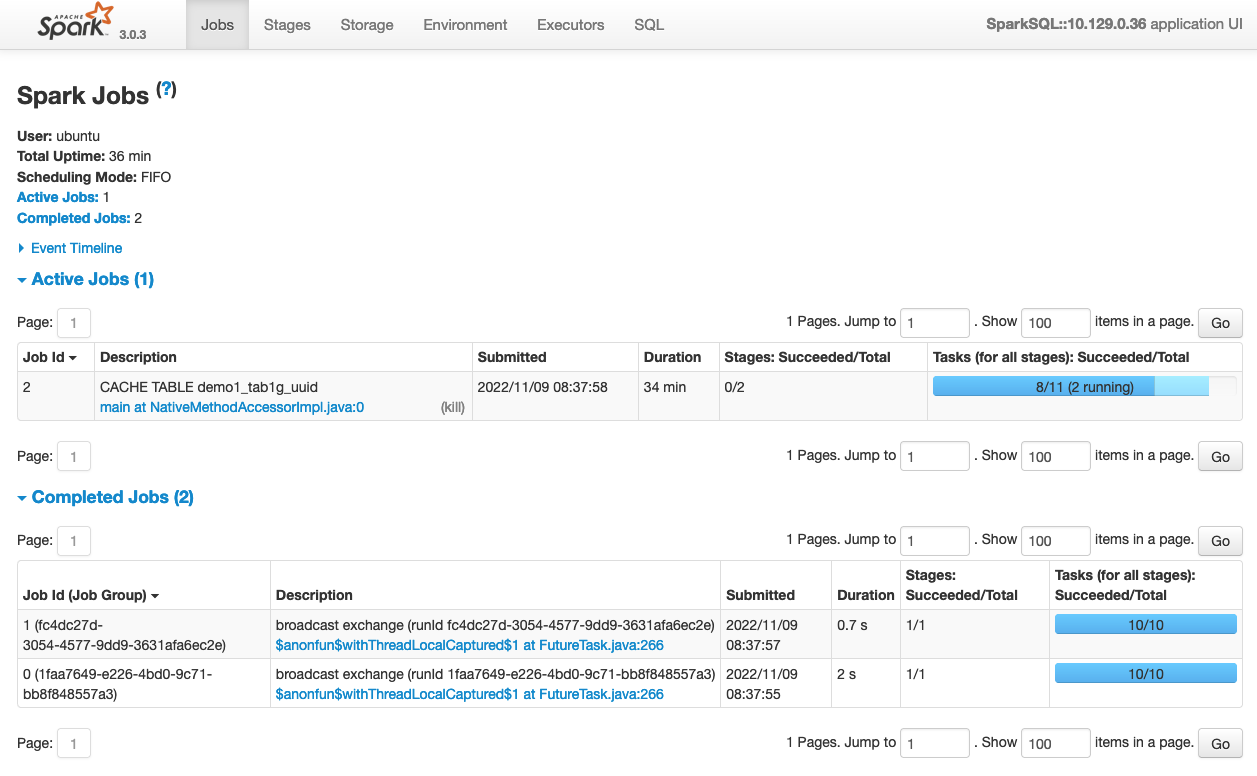 APACHE
Spark 3.0.3 Jobs Stages Storage Environment Executors SQL SparkSQL::10.129.0.36 application UI
Spark Jobs (?)
User: ubuntu
Total Uptime: 36 min
Scheduling Mode: FIFO
Active Jobs: 1
Completed Jobs: 2
Event Timeline
Active Jobs (1)
Page: 1 1 Pages. Jump to 1 . Show 100 items in a page. Go
Job Id Description Submitted Duration Stages: Succeeded/Total Tasks (for all stages): Succeeded/Total
2 CACHE TABLE demo1_tab1g_uuid 2022/11/09 08:37:58 34 min 0/2 8/11 (2 running)
main at NativeMethodAccessorImpl.java:0 (kill)
Page: 1 1 Pages. Jump to 1 . Show 100 items in a page. Go
Completed Jobs (2)
Page: 1 1 Pages. Jump to 1 . Show 100 items in a page. Go
Stages: Tasks (for all stages):
Job Id (Job Group) Description Submitted Duration Succeeded/Total Succeeded/Total
1 (fc4dc27d- broadcast exchange (runId fc4dc27d-3054-4577-9dd9-3631afa6ec2e) 2022/11/09 0.7 s 1/1 10/10
3054-4577-9dd9-3631afa6ec2e) $anonfun$withThreadLocalCaptured$1 at FutureTask.java:266 08:37:57
0 (1faa7649-e226-4bd0-9c71- broadcast exchange (runId 1faa7649-e226-4bd0-9c71-bb8f848557a3) 2022/11/09 2 s 1/1 10/10
bb8f848557a3) $anonfun$withThreadLocalCaptured$1 at FutureTask.java:266 08:37:55
Page: 1 1 Pages. Jump to 1 . Show 100 items in a page. Go